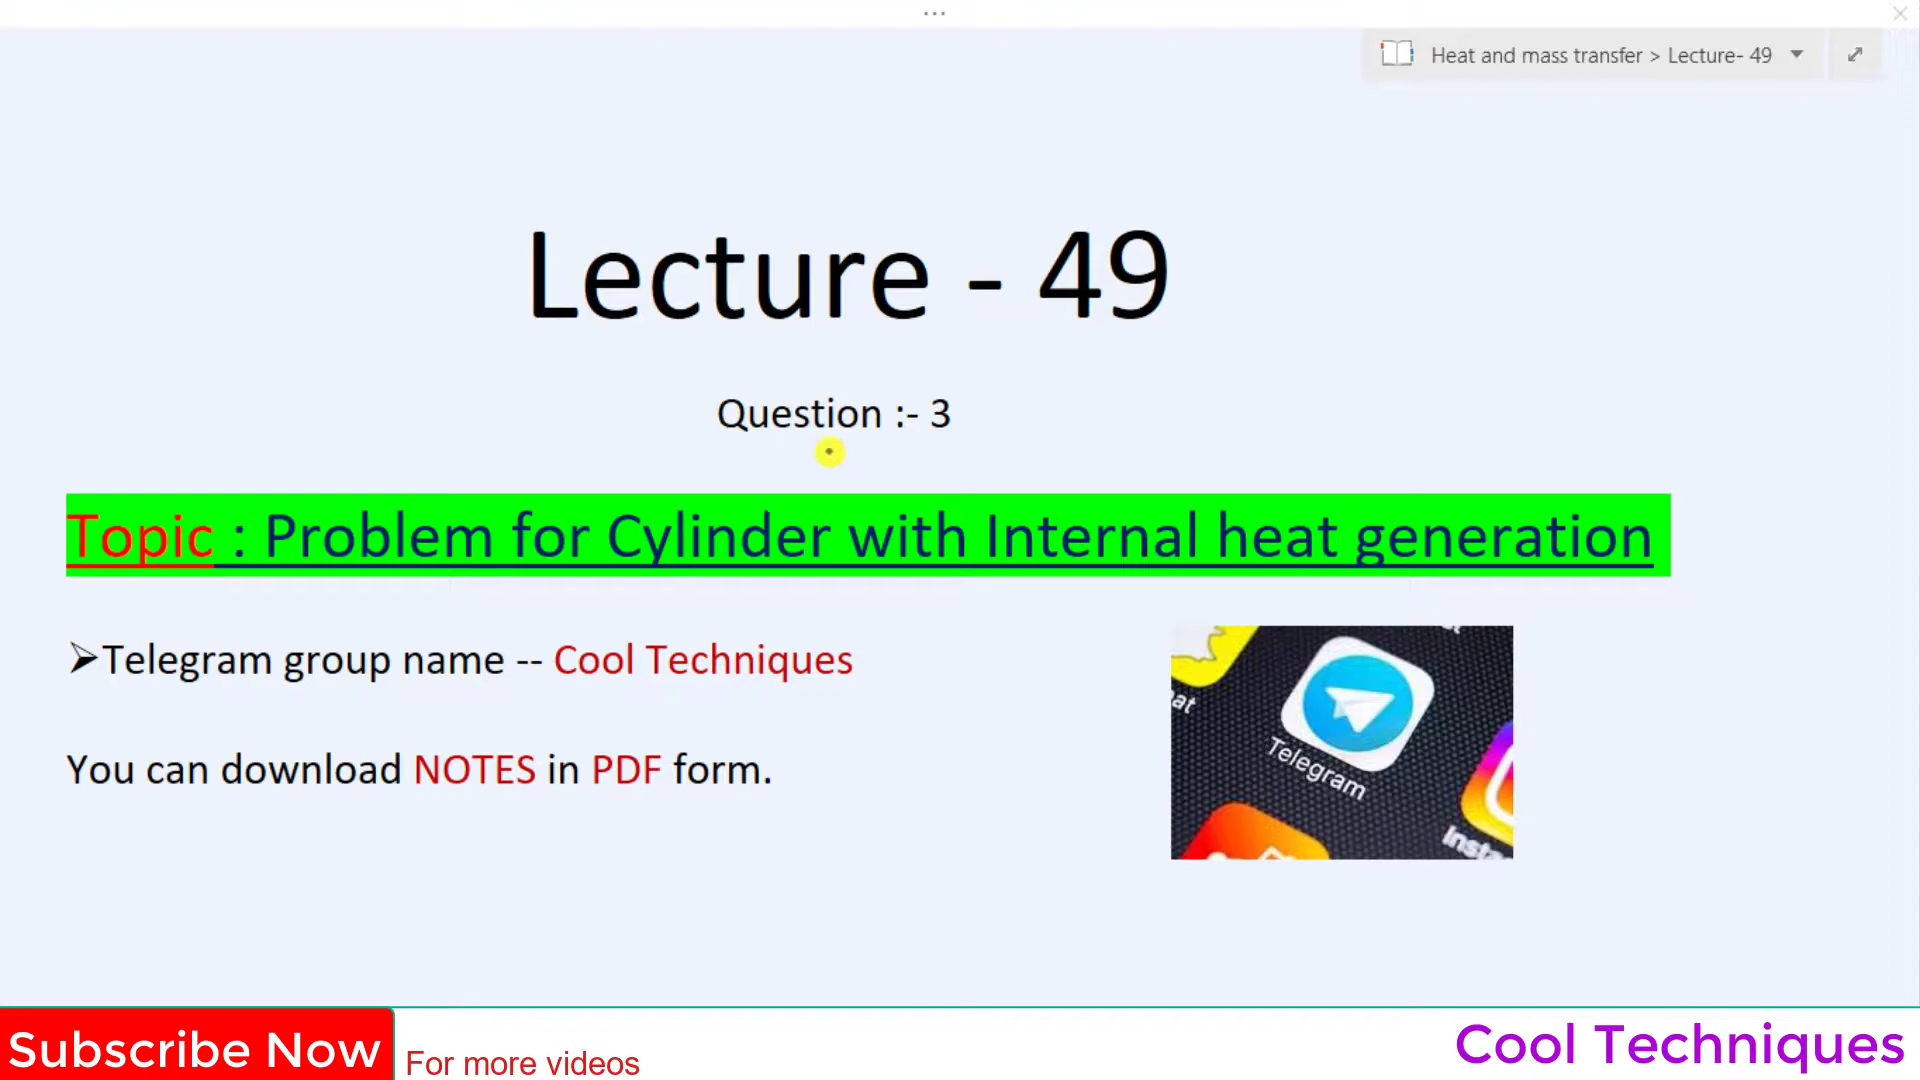 ...
Heat and mass transfer > Lecture- 49
Lecture - 49
Question :- 3
Topic : Problem for Cylinder with Internal heat generation
➢Telegram group name -- Cool Techniques
You can download NOTES in PDF form.
at
Telegram
Insta
Subscribe Now
For more videos
Cool Techniques